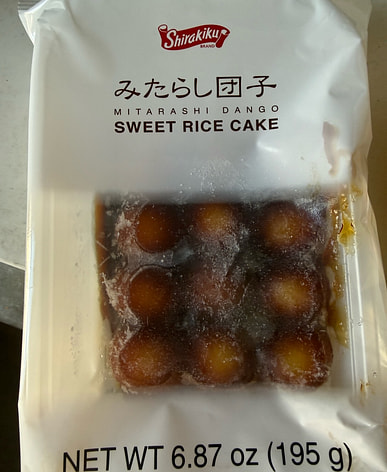 Shirakiku
BRAND
みたらし団子
MITARASHI DANGO
SWEET RICE CAKE
NET WT 6.87 oz (195 g)